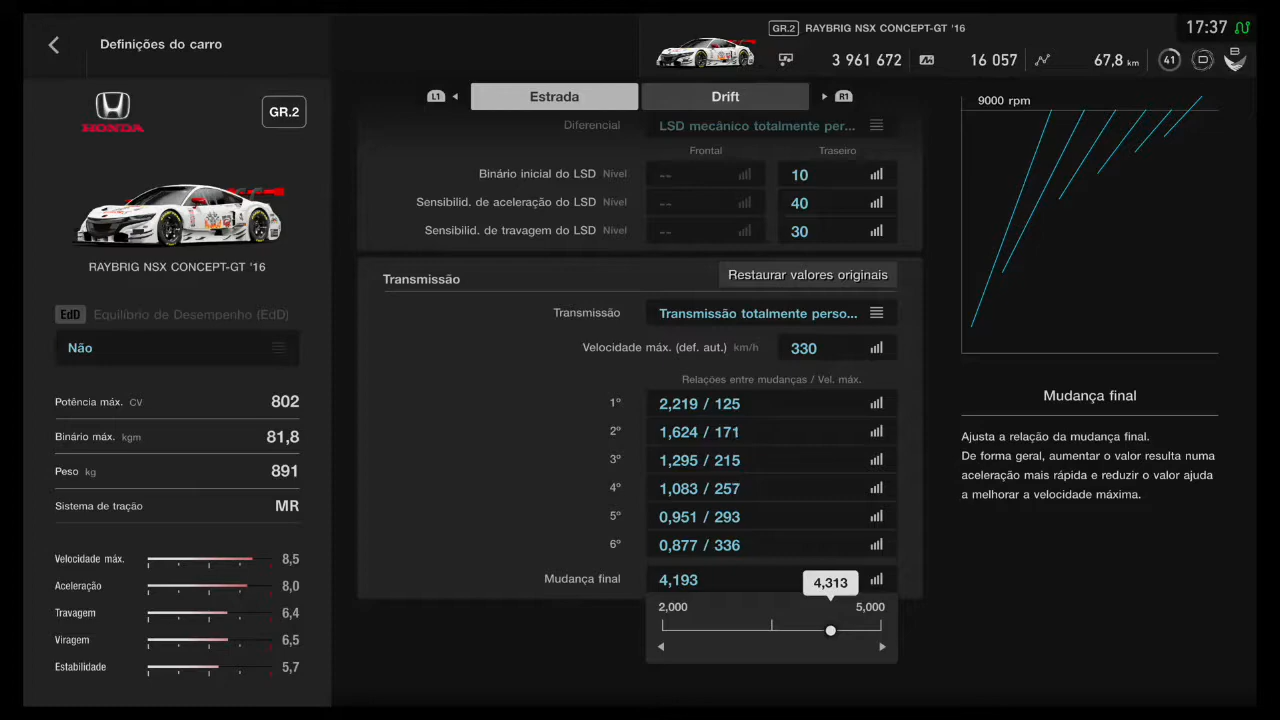 Definições do carro
GR.2 RAYBRIG NSX CONCEPT-GT '16
17:37
3 961 672
16 057
67,8 km
41
B
HONDA
GR.2
RAYBRIG NSX CONCEPT-GT '16
EdD Equilíbrio de Desempenho (EdD)
Não
Potência máx. CV 802
Binário máx. kgm 81,8
Peso kg 891
Sistema de tração MR
Velocidade máx. 8,5
Aceleração 8,0
Travagem 6,4
Viragem 6,5
Estabilidade 5,7
L1 Estrada Drift R1
Diferencial LSD mecânico totalmente per...
Frontal Traseiro
Binário inicial do LSD Nível -- 10
Sensibilid. de aceleração do LSD Nível -- 40
Sensibilid. de travagem do LSD Nível -- 30
Transmissão Restaurar valores originais
Transmissão Transmissão totalmente perso...
Velocidade máx. (def. aut.) km/h 330
Relações entre mudanças / Vel. máx.
1º 2,219 / 125
2º 1,624 / 171
3º 1,295 / 215
4º 1,083 / 257
5º 0,951 / 293
6º 0,877 / 336
Mudança final 4,193
4,313
2,000 5,000
9000 rpm
Mudança final
Ajusta a relação da mudança final.
De forma geral, aumentar o valor resulta numa
aceleração mais rápida e reduzir o valor ajuda
a melhorar a velocidade máxima.